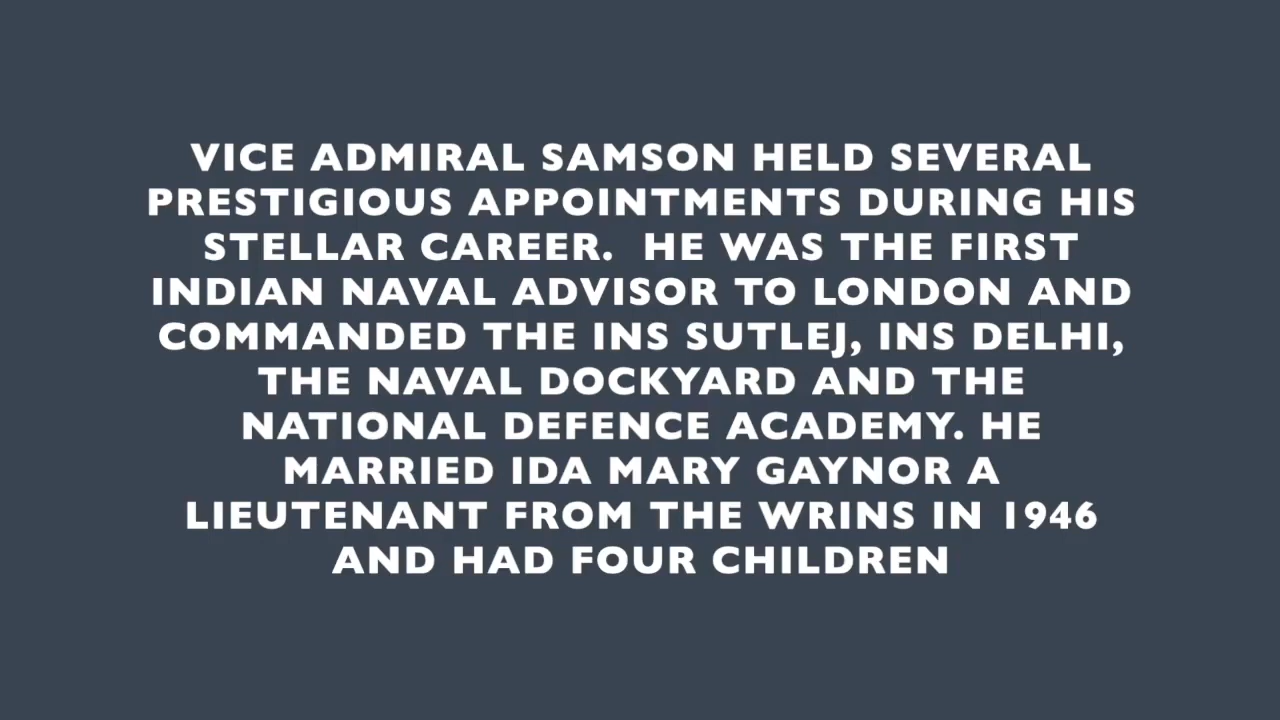 VICE ADMIRAL SAMSON HELD SEVERAL
PRESTIGIOUS APPOINTMENTS DURING HIS
STELLAR CAREER.  HE WAS THE FIRST
INDIAN NAVAL ADVISOR TO LONDON AND
COMMANDED THE INS SUTLEJ, INS DELHI,
THE NAVAL DOCKYARD AND THE
NATIONAL DEFENCE ACADEMY. HE
MARRIED IDA MARY GAYNOR A
LIEUTENANT FROM THE WRINS IN 1946
AND HAD FOUR CHILDREN